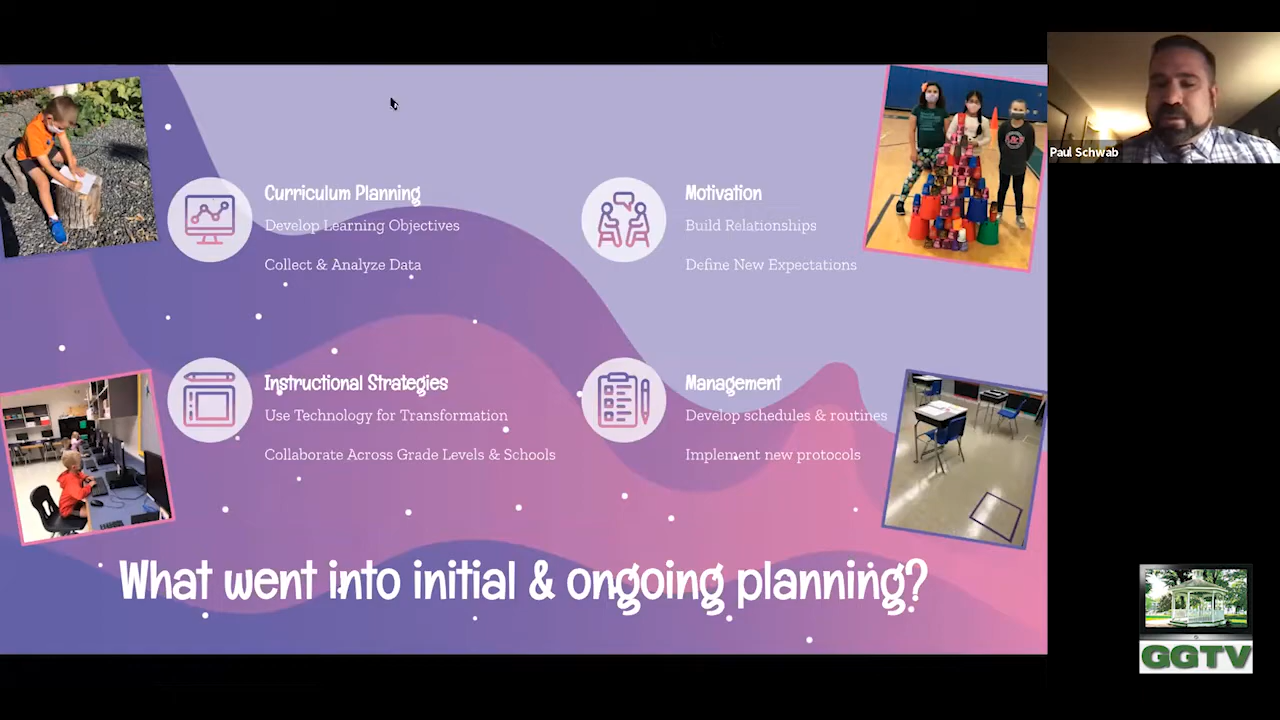 Curriculum Planning
Develop Learning Objectives
Collect & Analyze Data
Motivation
Build Relationships
Define New Expectations
Instructional Strategies
Use Technology for Transformation
Collaborate Across Grade Levels & Schools
Management
Develop schedules & routines
Implement new protocols
What went into initial & ongoing planning?
Paul Schwab
GGTV